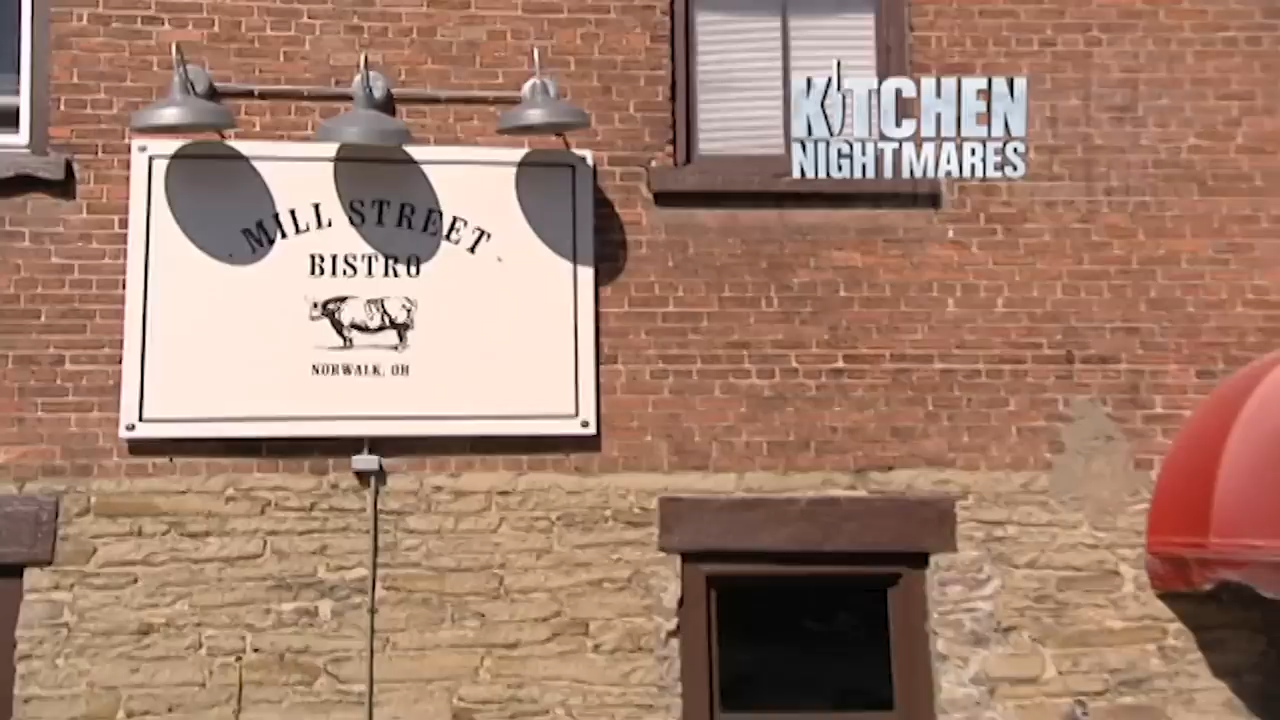 MILL STREET
BISTRO
NORWALK, OH
KITCHEN
NIGHTMARES